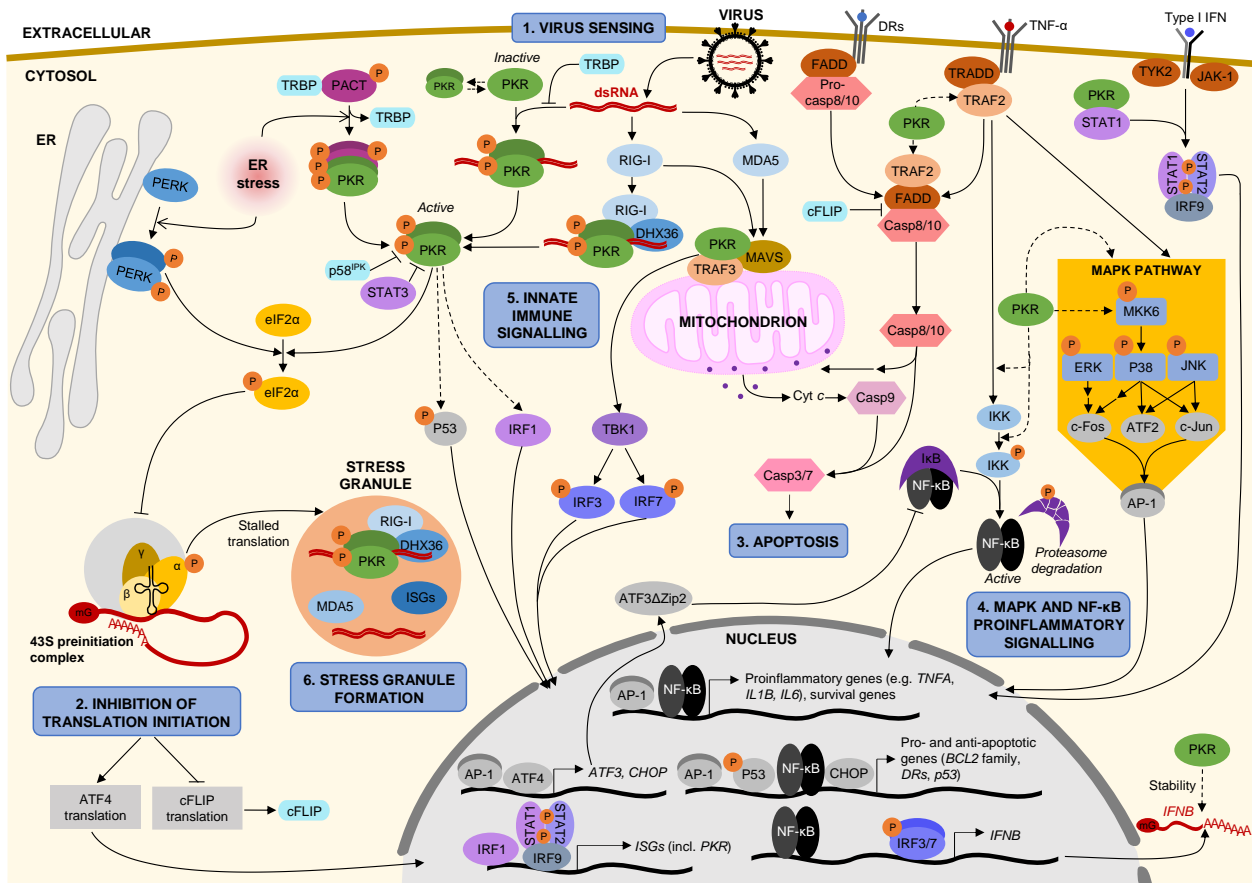 EXTRACELLULAR
CYTOSOL
1. VIRUS SENSING
VIRUS
DRs
TNF-α
Type I IFN
TRBP
PACT
P
TRBP
ER
ER
stress
PERK
PERK
P
P
P
P
P
PKR
Inactive
PKR
PKR
TRBP
dsRNA
P
P
PKR
RIG-I
MDA5
RIG-I
DHX36
P
P
PKR
Active
P
P
PKR
p58IPK
STAT3
PKR
MAVS
TRAF3
MITOCHONDRION
5. INNATE
IMMUNE
SIGNALLING
FADD
Pro-
casp8/10
TRADD
TRAF2
PKR
TRAF2
FADD
Casp8/10
cFLIP
Casp8/10
Cyt c
Casp9
Casp3/7
3. APOPTOSIS
TYK2
JAK-1
PKR
STAT1
STAT1
STAT2
P
P
IRF9
MAPK PATHWAY
PKR
P
MKK6
P
ERK
P
P38
P
JNK
c-Fos
ATF2
c-Jun
AP-1
IKK
IKK
P
IκB
NF-κB
NF-κB
Active
P
Proteasome
degradation
4. MAPK AND NF-κB
PROINFLAMMATORY
SIGNALLING
eIF2α
P
eIF2α
P
P53
IRF1
TBK1
P
IRF3
IRF7
P
STRESS
GRANULE
RIG-I
DHX36
P
P
PKR
MDA5
ISGs
6. STRESS GRANULE
FORMATION
Stalled
translation
γ
α
P
β
mG
AAAAA
43S preinitiation
complex
2. INHIBITION OF
TRANSLATION INITIATION
ATF4
translation
cFLIP
translation
cFLIP
ATF3ΔZip2
NUCLEUS
AP-1
NF-κB
Proinflammatory genes (e.g. TNFA,
IL1B, IL6), survival genes
AP-1
ATF4
ATF3, CHOP
AP-1
P
P53
NF-κB
CHOP
Pro- and anti-apoptotic
genes (BCL2 family,
DRs, p53)
IRF1
STAT1
STAT2
P
P
IRF9
ISGs (incl. PKR)
NF-κB
P
IRF3/7
IFNB
PKR
Stability
IFNB
mG
AAAAAA